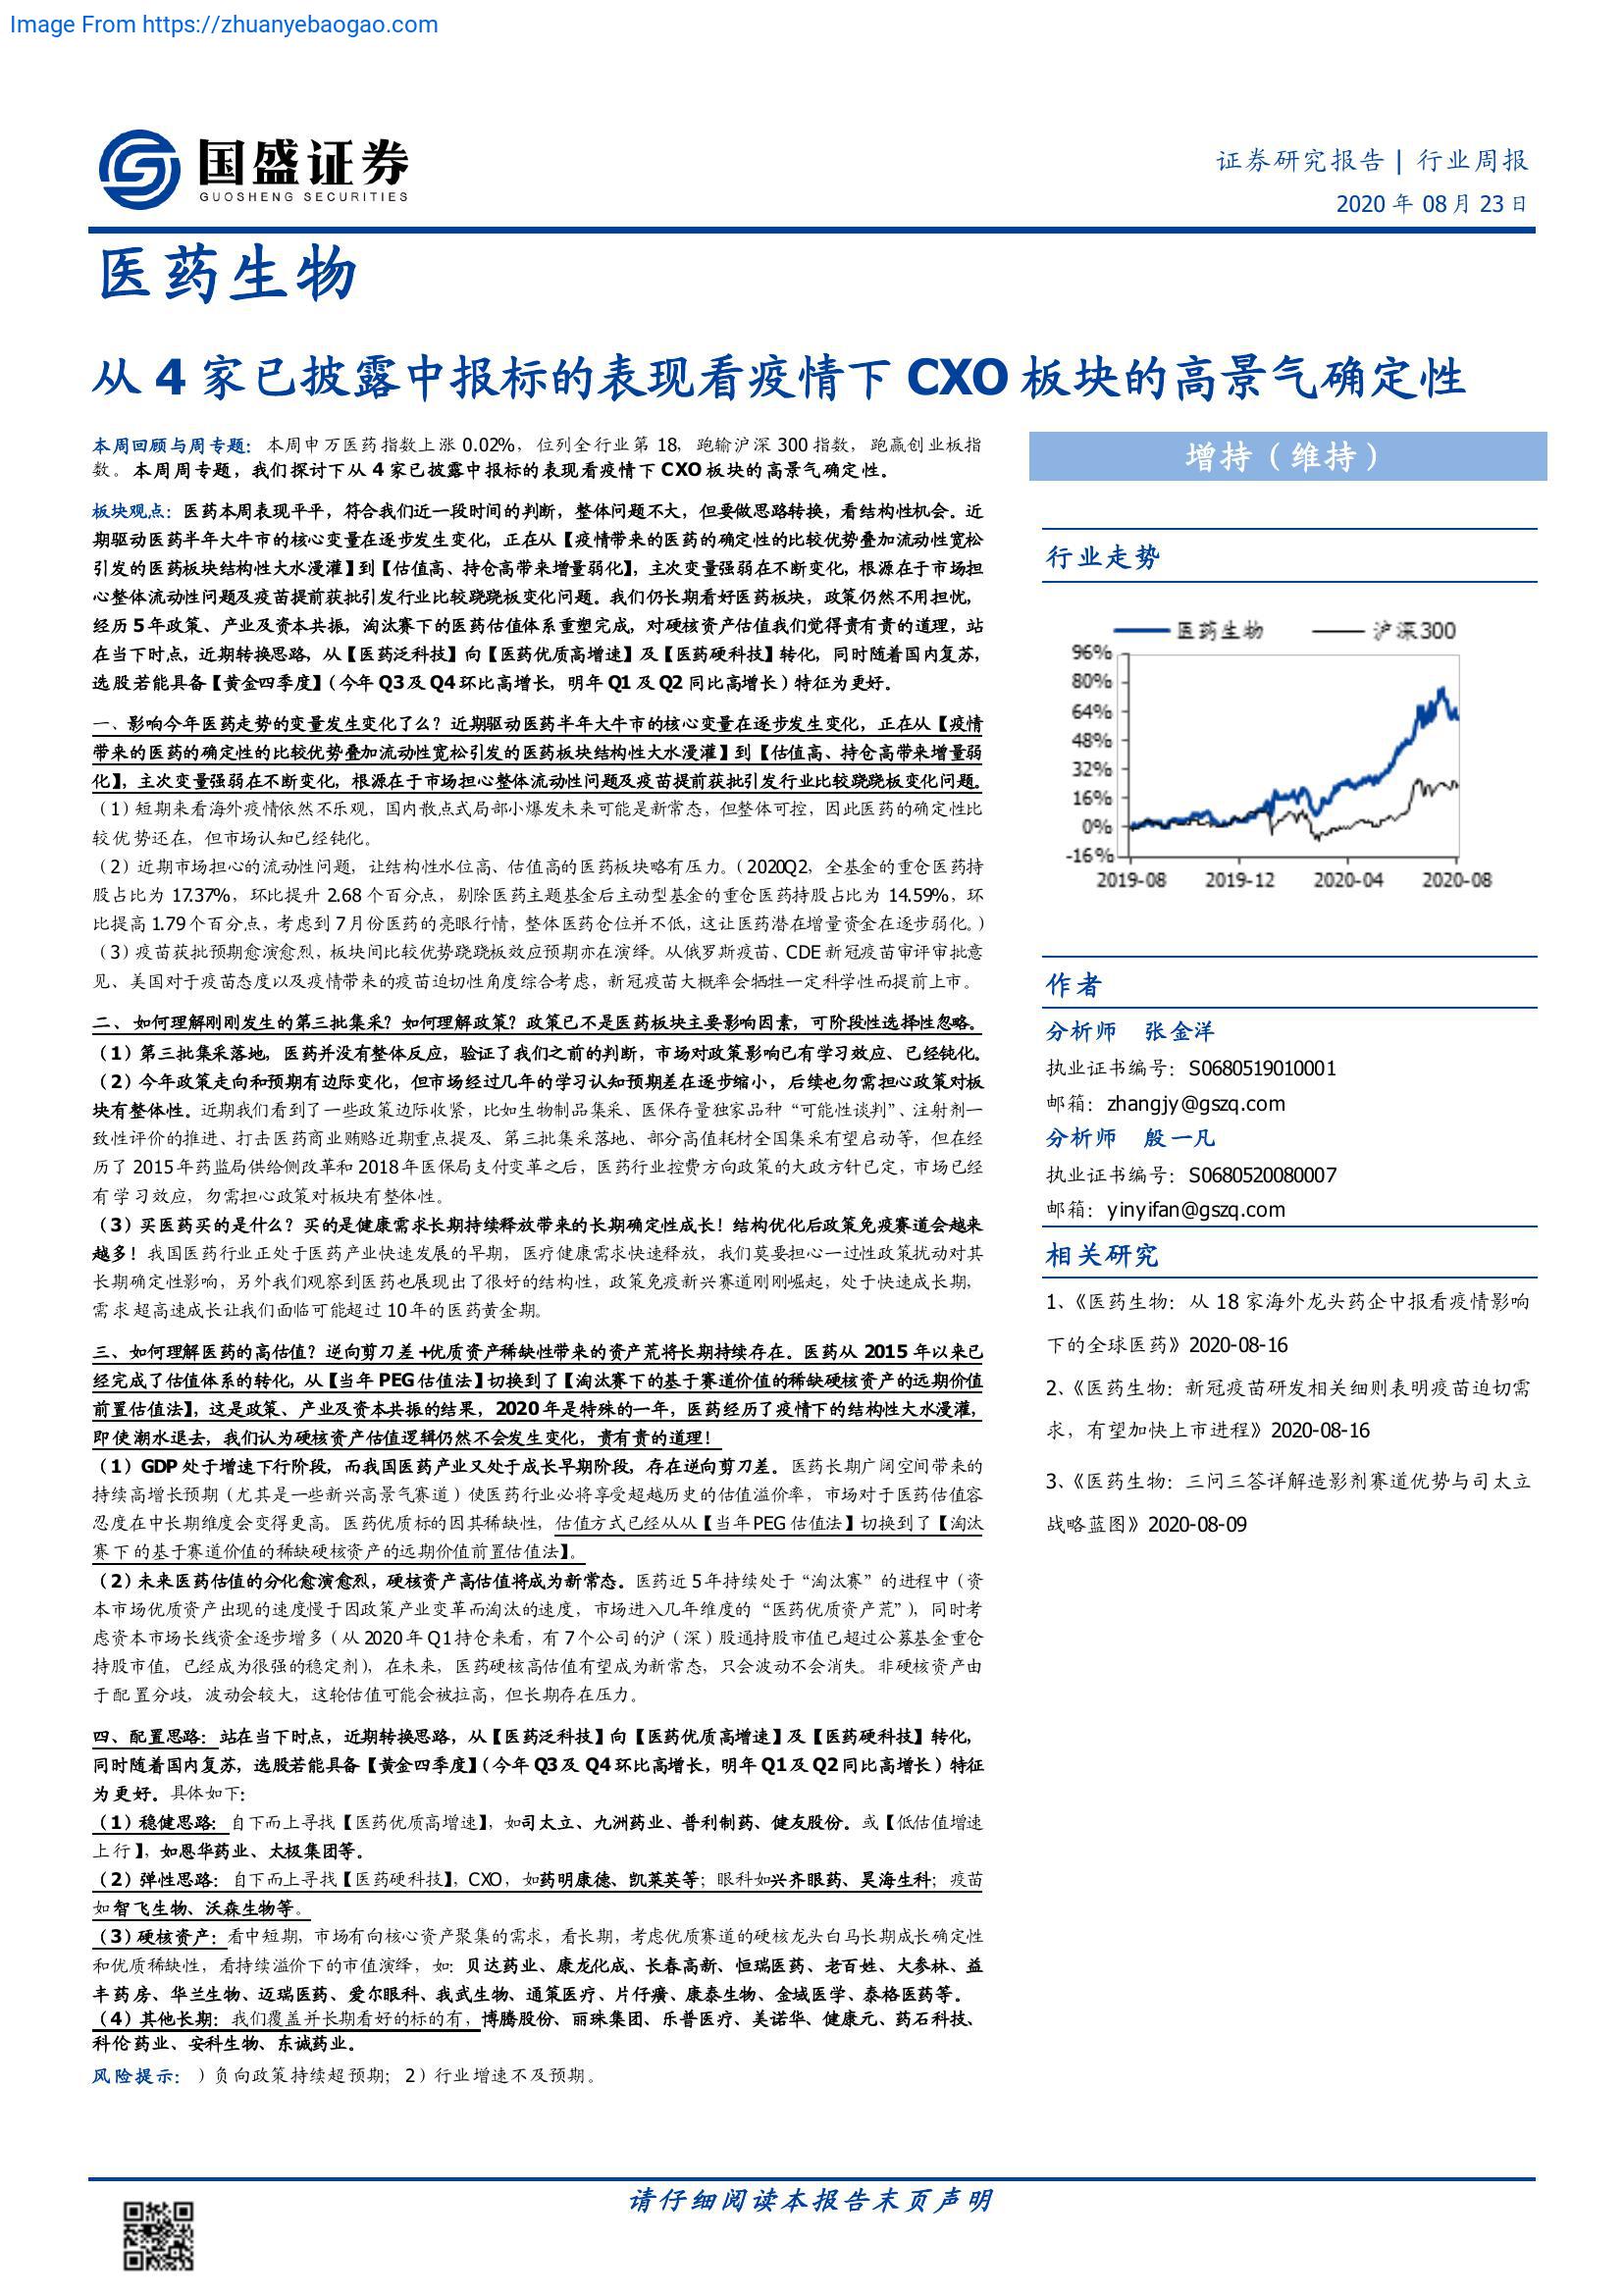 Image From https://zhuanyebaogao.com
国盛证券
GUOSHENG SECURITIES
证券研究报告 | 行业周报
2020 年 08月 23 日
医药生物
从 4 家已披露中报标的表现看疫情下 CXO 板块的高景气确定性
本周回顾与周专题：本周申万医药指数上涨 0.02%，位列全行业第 18，跑输沪深 300 指数，跑赢创业板指
数。本周周专题，我们探讨下从 4 家已披露中报标的表现看疫情下 CXO 板块的高景气确定性。
板块观点：医药本周表现平平，符合我们近一段时间的判断，整体问题不大，但要做思路转换，看结构性机会。近
期驱动医药半年大牛市的核心变量在逐步发生变化，正在从【疫情带来的医药的确定性的比较优势叠加流动性宽松
引发的医药板块结构性大水漫灌】到【估值高、持仓高带来增量弱化】，主次变量强弱在不断变化，根源在于市场担
心整体流动性问题及疫苗提前获批引发行业比较跷跷板变化问题。我们仍长期看好医药板块，政策仍然不用担忧，
经历 5 年政策、产业及资本共振，淘汰赛下的医药估值体系重塑完成，对硬核资产估值我们觉得贵有贵的道理，站
在当下时点，近期转换思路，从【医药泛科技】向【医药优质高增速】及【医药硬科技】转化，同时随着国内复苏，
选股若能具备【黄金四季度】（今年 Q3 及 Q4 环比高增长，明年 Q1 及 Q2 同比高增长）特征为更好。
一、影响今年医药走势的变量发生变化了么？近期驱动医药半年大牛市的核心变量在逐步发生变化，正在从【疫情
带来的医药的确定性的比较优势叠加流动性宽松引发的医药板块结构性大水漫灌】到【估值高、持仓高带来增量弱
化】，主次变量强弱在不断变化，根源在于市场担心整体流动性问题及疫苗提前获批引发行业比较跷跷板变化问题。
（1）短期来看海外疫情依然不乐观，国内散点式局部小爆发未来可能是新常态，但整体可控，因此医药的确定性比
较优势还在，但市场认知已经钝化。
（2）近期市场担心的流动性问题，让结构性水位高、估值高的医药板块略有压力。（2020Q2，全基金的重仓医药持
股占比为 17.37%，环比提升 2.68 个百分点，剔除医药主题基金后主动型基金的重仓医药持股占比为 14.59%，环
比提高 1.79 个百分点，考虑到 7 月份医药的亮眼行情，整体医药仓位并不低，这让医药潜在增量资金在逐步弱化。）
（3）疫苗获批预期愈演愈烈，板块间比较优势跷跷板效应预期亦在演绎。从俄罗斯疫苗、CDE 新冠疫苗审评审批意
见、美国对于疫苗态度以及疫情带来的疫苗迫切性角度综合考虑，新冠疫苗大概率会牺牲一定科学性而提前上市。
二、如何理解刚刚发生的第三批集采？如何理解政策？政策已不是医药板块主要影响因素，可阶段性选择性忽略。
（1）第三批集采落地，医药并没有整体反应，验证了我们之前的判断，市场对政策影响已有学习效应、已经钝化。
（2）今年政策走向和预期有边际变化，但市场经过几年的学习认知预期差在逐步缩小，后续也勿需担心政策对板
块有整体性。近期我们看到了一些政策边际收紧，比如生物制品集采、医保存量独家品种“可能性谈判”、注射剂一
致性评价的推进、打击医药商业贿赂近期重点提及、第三批集采落地、部分高值耗材全国集采有望启动等，但在经
历了 2015 年药监局供给侧改革和 2018 年医保局支付变革之后，医药行业控费方向政策的大政方针已定，市场已经
有学习效应，勿需担心政策对板块有整体性。
（3）买医药买的是什么？买的是健康需求长期持续释放带来的长期确定性成长！结构优化后政策免疫赛道会越来
越多！我国医药行业正处于医药产业快速发展的早期，医疗健康需求快速释放，我们莫要担心一过性政策扰动对其
长期确定性影响，另外我们观察到医药也展现出了很好的结构性，政策免疫新兴赛道刚刚崛起，处于快速成长期，
需求超高速成长让我们面临可能超过 10 年的医药黄金期。
三、如何理解医药的高估值？逆向剪刀差+优质资产稀缺性带来的资产荒将长期持续存在。医药从 2015 年以来已
经完成了估值体系的转化，从【当年 PEG 估值法】切换到了【淘汰赛下的基于赛道价值的稀缺硬核资产的远期价值
前置估值法】，这是政策、产业及资本共振的结果，2020 年是特殊的一年，医药经历了疫情下的结构性大水漫灌，
即使潮水退去，我们认为硬核资产估值逻辑仍然不会发生变化，贵有贵的道理！
（1）GDP 处于增速下行阶段，而我国医药产业又处于成长早期阶段，存在逆向剪刀差。医药长期广阔空间带来的
持续高增长预期（尤其是一些新兴高景气赛道）使医药行业必将享受超越历史的估值溢价率，市场对于医药估值容
忍度在中长期维度会变得更高。医药优质标的因其稀缺性，估值方式已经从从【当年 PEG 估值法】切换到了【淘汰
赛下的基于赛道价值的稀缺硬核资产的远期价值前置估值法】。
（2）未来医药估值的分化愈演愈烈，硬核资产高估值将成为新常态。医药近 5 年持续处于“淘汰赛”的进程中（资
本市场优质资产出现的速度慢于因政策产业变革而淘汰的速度，市场进入几年维度的“医药优质资产荒”），同时考
虑资本市场长线资金逐步增多（从 2020 年 Q1 持仓来看，有 7 个公司的沪（深）股通持股市值已超过公募基金重仓
持股市值，已经成为很强的稳定剂），在未来，医药硬核高估值有望成为新常态，只会波动不会消失。非硬核资产由
于配置分歧，波动会较大，这轮估值可能会被拉高，但长期存在压力。
四、配置思路：站在当下时点，近期转换思路，从【医药泛科技】向【医药优质高增速】及【医药硬科技】转化，
同时随着国内复苏，选股若能具备【黄金四季度】（今年 Q3 及 Q4 环比高增长，明年 Q1 及 Q2 同比高增长）特征
为更好。具体如下：
（1）稳健思路：自下而上寻找【医药优质高增速】，如司太立、九洲药业、普利制药、健友股份。或【低估值增速
上行】，如恩华药业、太极集团等。
（2）弹性思路：自下而上寻找【医药硬科技】，CXO，如药明康德、凯莱英等；眼科如兴齐眼药、昊海生科；疫苗
如智飞生物、沃森生物等。
（3）硬核资产：看中短期，市场有向核心资产聚集的需求，看长期，考虑优质赛道的硬核龙头白马长期成长确定性
和优质稀缺性，看持续溢价下的市值演绎，如：贝达药业、康龙化成、长春高新、恒瑞医药、老百姓、大参林、益
丰药房、华兰生物、迈瑞医药、爱尔眼科、我武生物、通策医疗、片仔癀、康泰生物、金域医学、泰格医药等。
（4）其他长期：我们覆盖并长期看好的标的有，博腾股份、丽珠集团、乐普医疗、美诺华、健康元、药石科技、
科伦药业、安科生物、东诚药业。
风险提示：）负向政策持续超预期；2）行业增速不及预期。
增持（维持）
行业走势
医药生物 沪深300
96%
80%
64%
48%
32%
16%
0%
-16%
2019-08 2019-12 2020-04 2020-08
作者
分析师 张金洋
执业证书编号：S0680519010001
邮箱：zhangjy@gszq.com
分析师 殷一凡
执业证书编号：S0680520080007
邮箱：yinyifan@gszq.com
相关研究
1、《医药生物：从 18 家海外龙头药企中报看疫情影响
下的全球医药》2020-08-16
2、《医药生物：新冠疫苗研发相关细则表明疫苗迫切需
求，有望加快上市进程》2020-08-16
3、《医药生物：三问三答详解造影剂赛道优势与司太立
战略蓝图》2020-08-09
请仔细阅读本报告末页声明